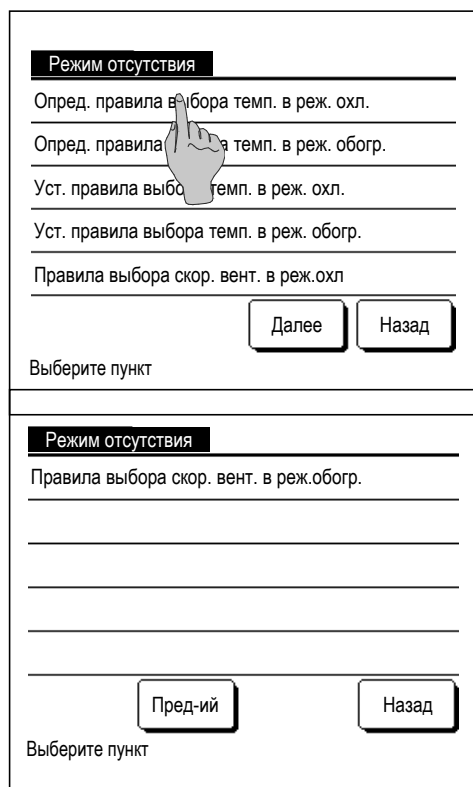 Режим отсутствия
Опред. правила выбора темп. в реж. охл.
Опред. правила темп. в реж. обогр.
Уст. правила выбо темп. в реж. охл.
Уст. правила выбора темп. в реж. обогр.
Правила выбора скор. вент. в реж.охл
Далее Назад
Выберите пункт
Режим отсутствия
Правила выбора скор. вент. в реж.обогр.
Пред-ий Назад
Выберите пункт